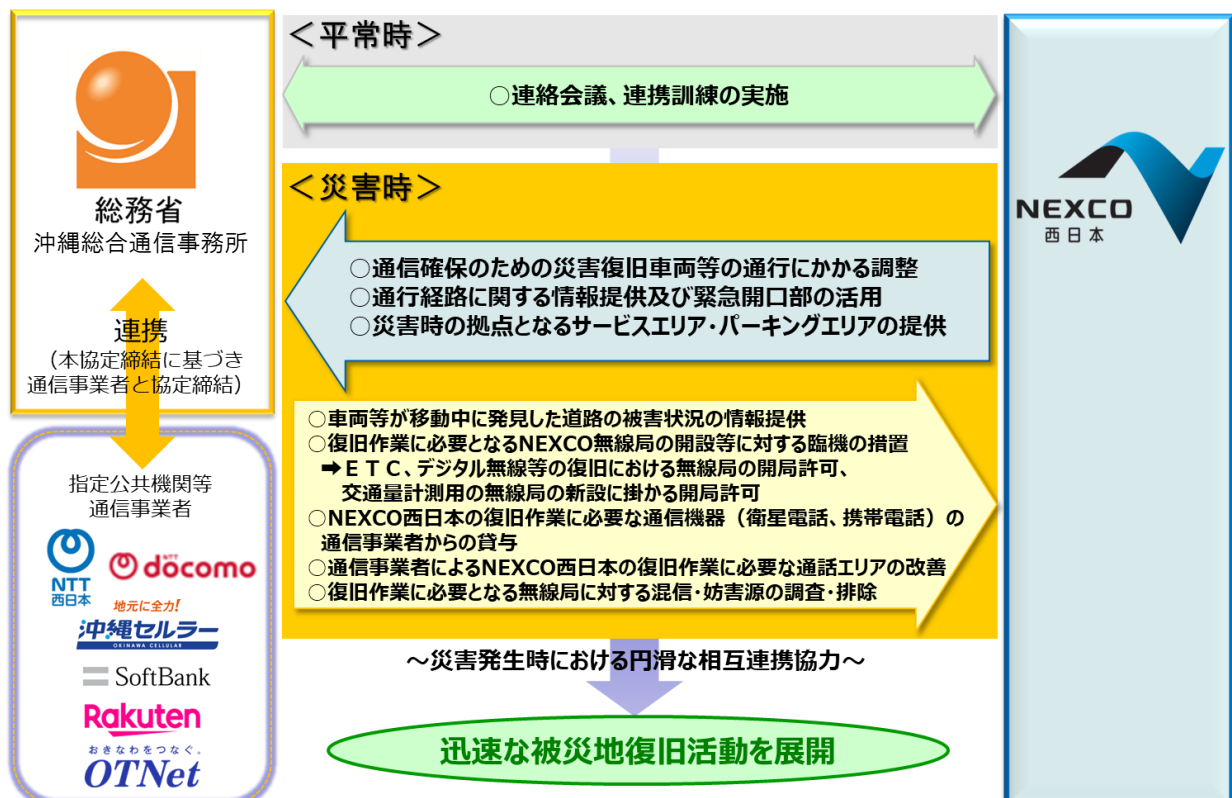 総務省
沖縄総合通信事務所
連携
（本協定締結に基づき
通信事業者と協定締結）
指定公共機関等
通信事業者
NTT
西日本
NTT
döcomo
地元に全力!
沖縄セルラー
OKINAWA CELLULAR
SoftBank
Rakuten
おきなわをつなぐ。
OTNet
＜平常時＞
○連絡会議、連携訓練の実施
＜災害時＞
○通信確保のための災害復旧車両等の通行にかかる調整
○通行経路に関する情報提供及び緊急開口部の活用
○災害時の拠点となるサービスエリア・パーキングエリアの提供
○車両等が移動中に発見した道路の被害状況の情報提供
○復旧作業に必要となるNEXCO無線局の開設等に対する臨機の措置
➡ＥＴＣ、デジタル無線等の復旧における無線局の開局許可、
交通量計測用の無線局の新設に掛かる開局許可
○NEXCO西日本の復旧作業に必要な通信機器（衛星電話、携帯電話）の
通信事業者からの貸与
○通信事業者によるNEXCO西日本の復旧作業に必要な通話エリアの改善
○復旧作業に必要となる無線局に対する混信・妨害源の調査・排除
～災害発生時における円滑な相互連携協力～
迅速な被災地復旧活動を展開
NEXCO
西日本